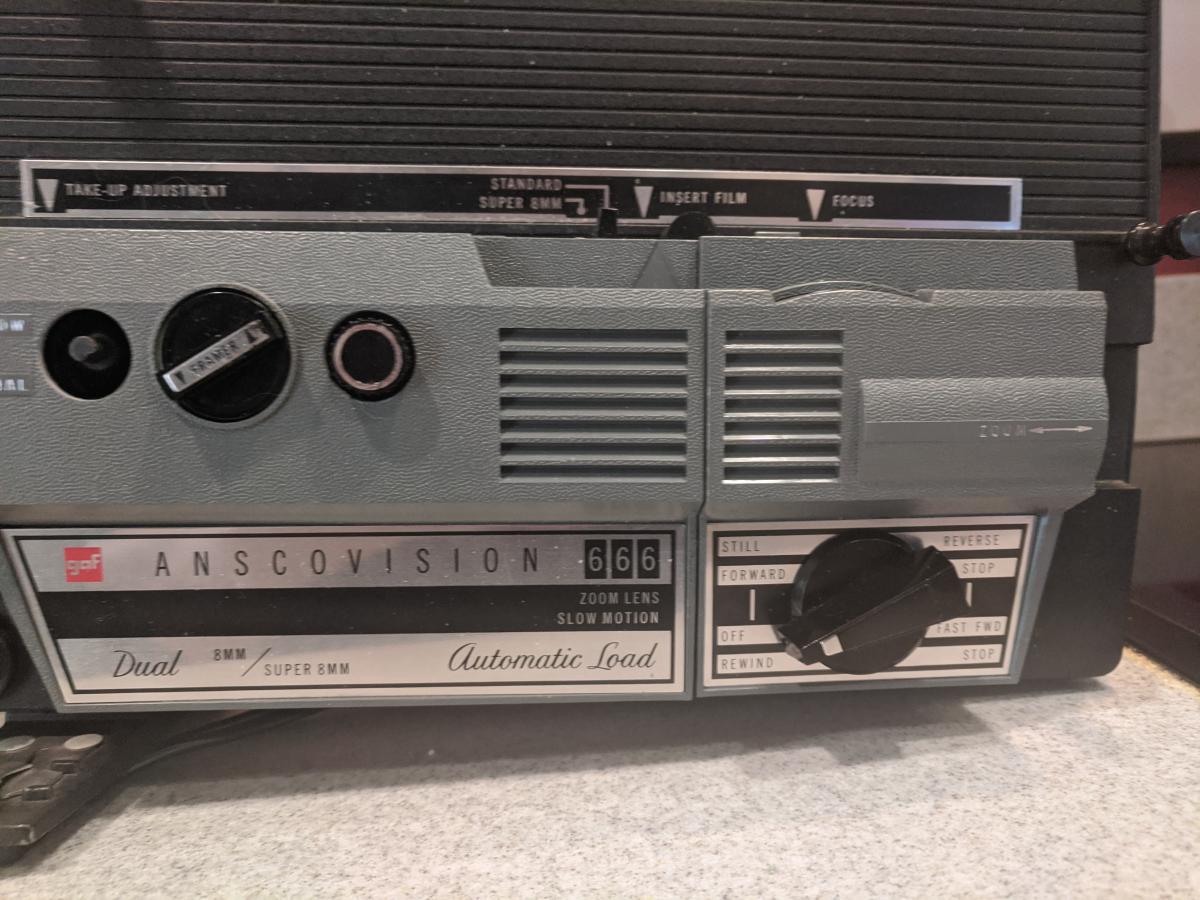 TAKE-UP ADJUSTMENT
STANDARD
SUPER 8MM
INSERT FILM
FOCUS
FRAMER
ZOOM
gaf
ANSCOVISION 666
ZOOM LENS
SLOW MOTION
Dual 8MM / SUPER 8MM
Automatic Load
STILL
REVERSE
FORWARD
STOP
OFF
FAST FWD
REWIND
STOP